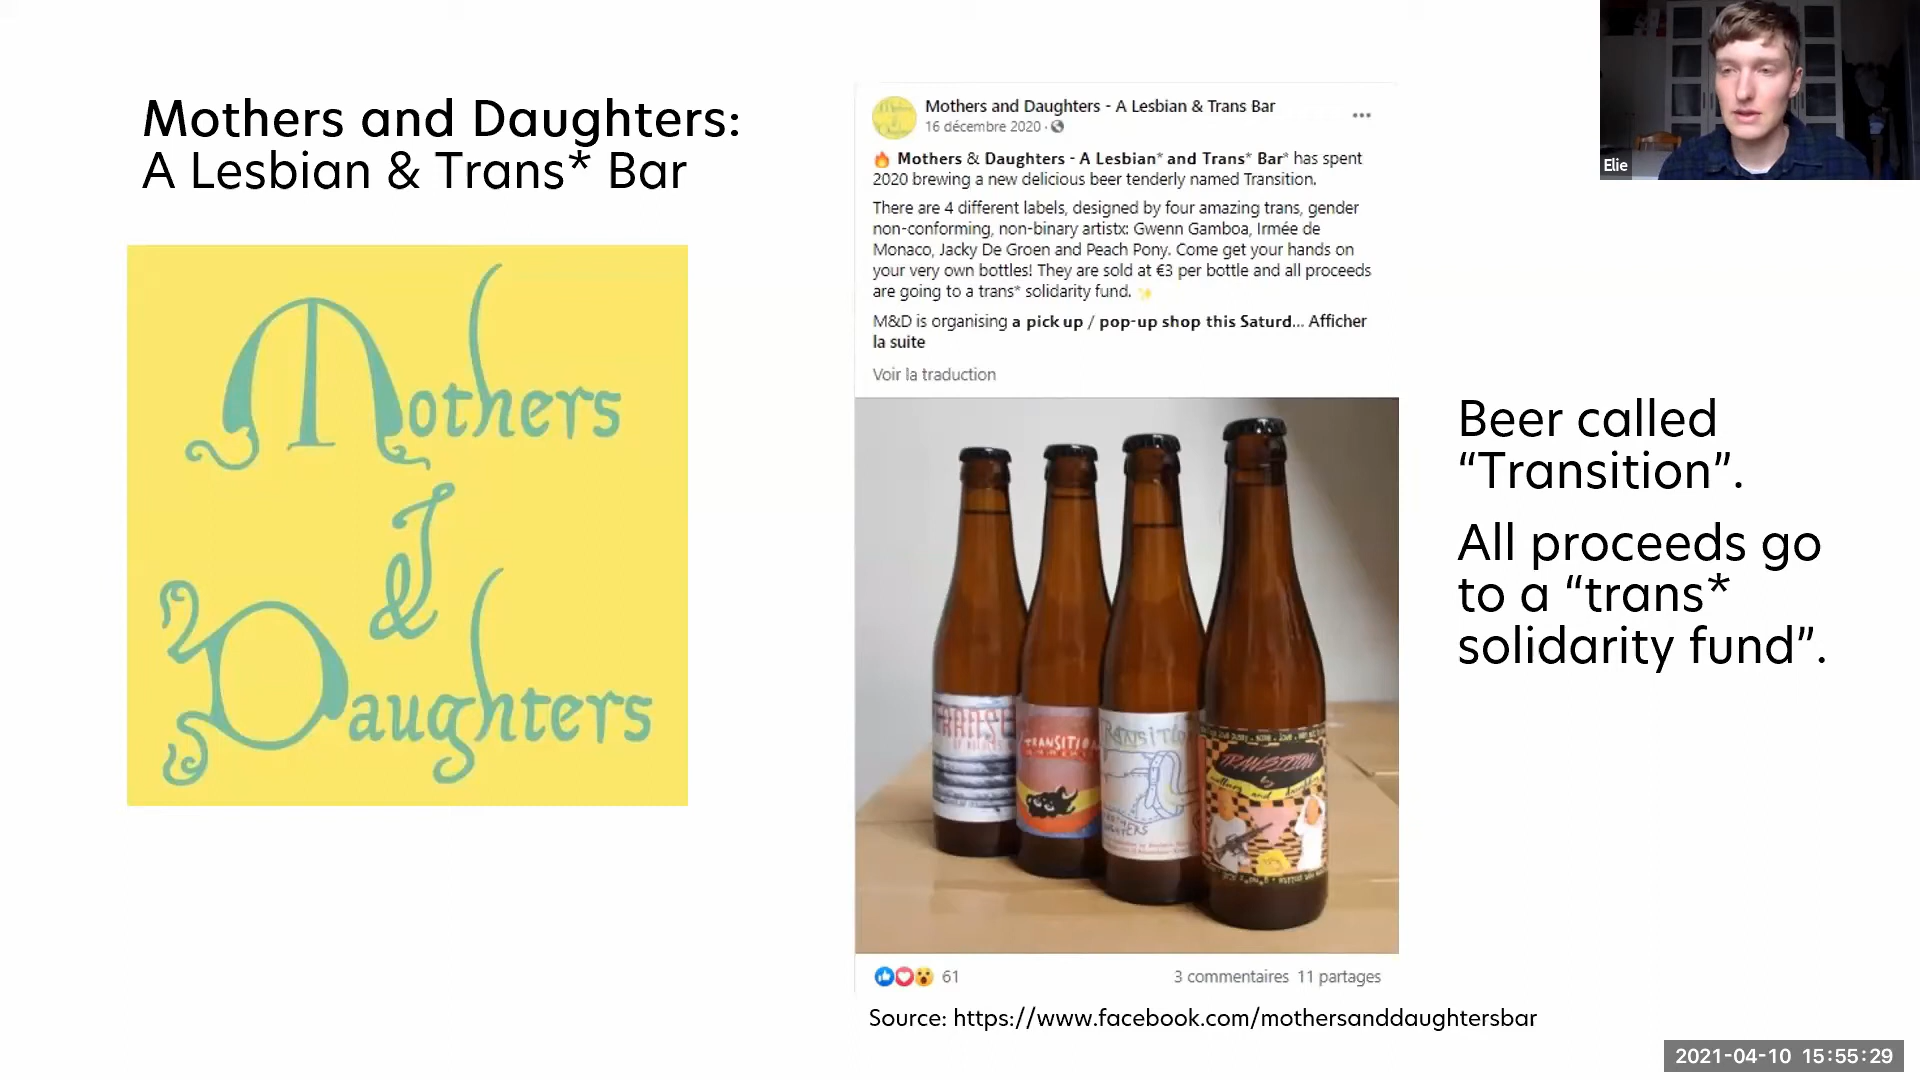 Mothers and Daughters:
A Lesbian & Trans* Bar
Mothers
&
Daughters
Mothers and Daughters - A Lesbian & Trans Bar
16 décembre 2020 ·
Mothers & Daughters - A Lesbian* and Trans* Bar* has spent
2020 brewing a new delicious beer tenderly named Transition.
There are 4 different labels, designed by four amazing trans, gender
non-conforming, non-binary artistx: Gwenn Gamboa, Irmée de
Monaco, Jacky De Groen and Peach Pony. Come get your hands on
your very own bottles! They are sold at €3 per bottle and all proceeds
are going to a trans* solidarity fund.
M&D is organising a pick up / pop-up shop this Saturd... Afficher
la suite
Voir la traduction
TRANSITION
TRANSITION
TRANSITION
by
mothers and daughters
61
3 commentaires 11 partages
Source: https://www.facebook.com/mothersanddaughtersbar
Beer called
“Transition”.
All proceeds go
to a “trans*
solidarity fund”.
Elie
2021-04-10 15:55:29